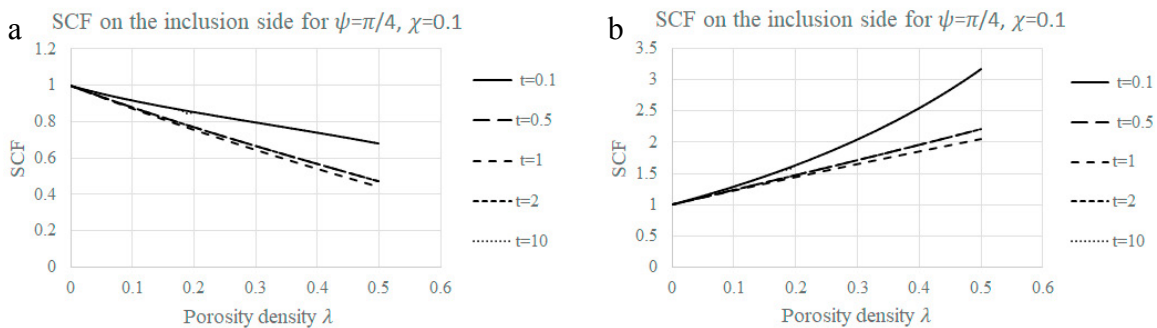 a
SCF on the inclusion side for ψ=π/4, χ=0.1
1.2
1
0.8
0.6
0.4
0.2
0
SCF
0 0.1 0.2 0.3 0.4 0.5 0.6
Porosity density λ
t=0.1
t=0.5
t=1
t=2
t=10
b
SCF on the inclusion side for ψ=π/4, χ=0.1
3.5
3
2.5
2
1.5
1
0.5
0
SCF
0 0.1 0.2 0.3 0.4 0.5 0.6
Porosity density λ
t=0.1
t=0.5
t=1
t=2
t=10